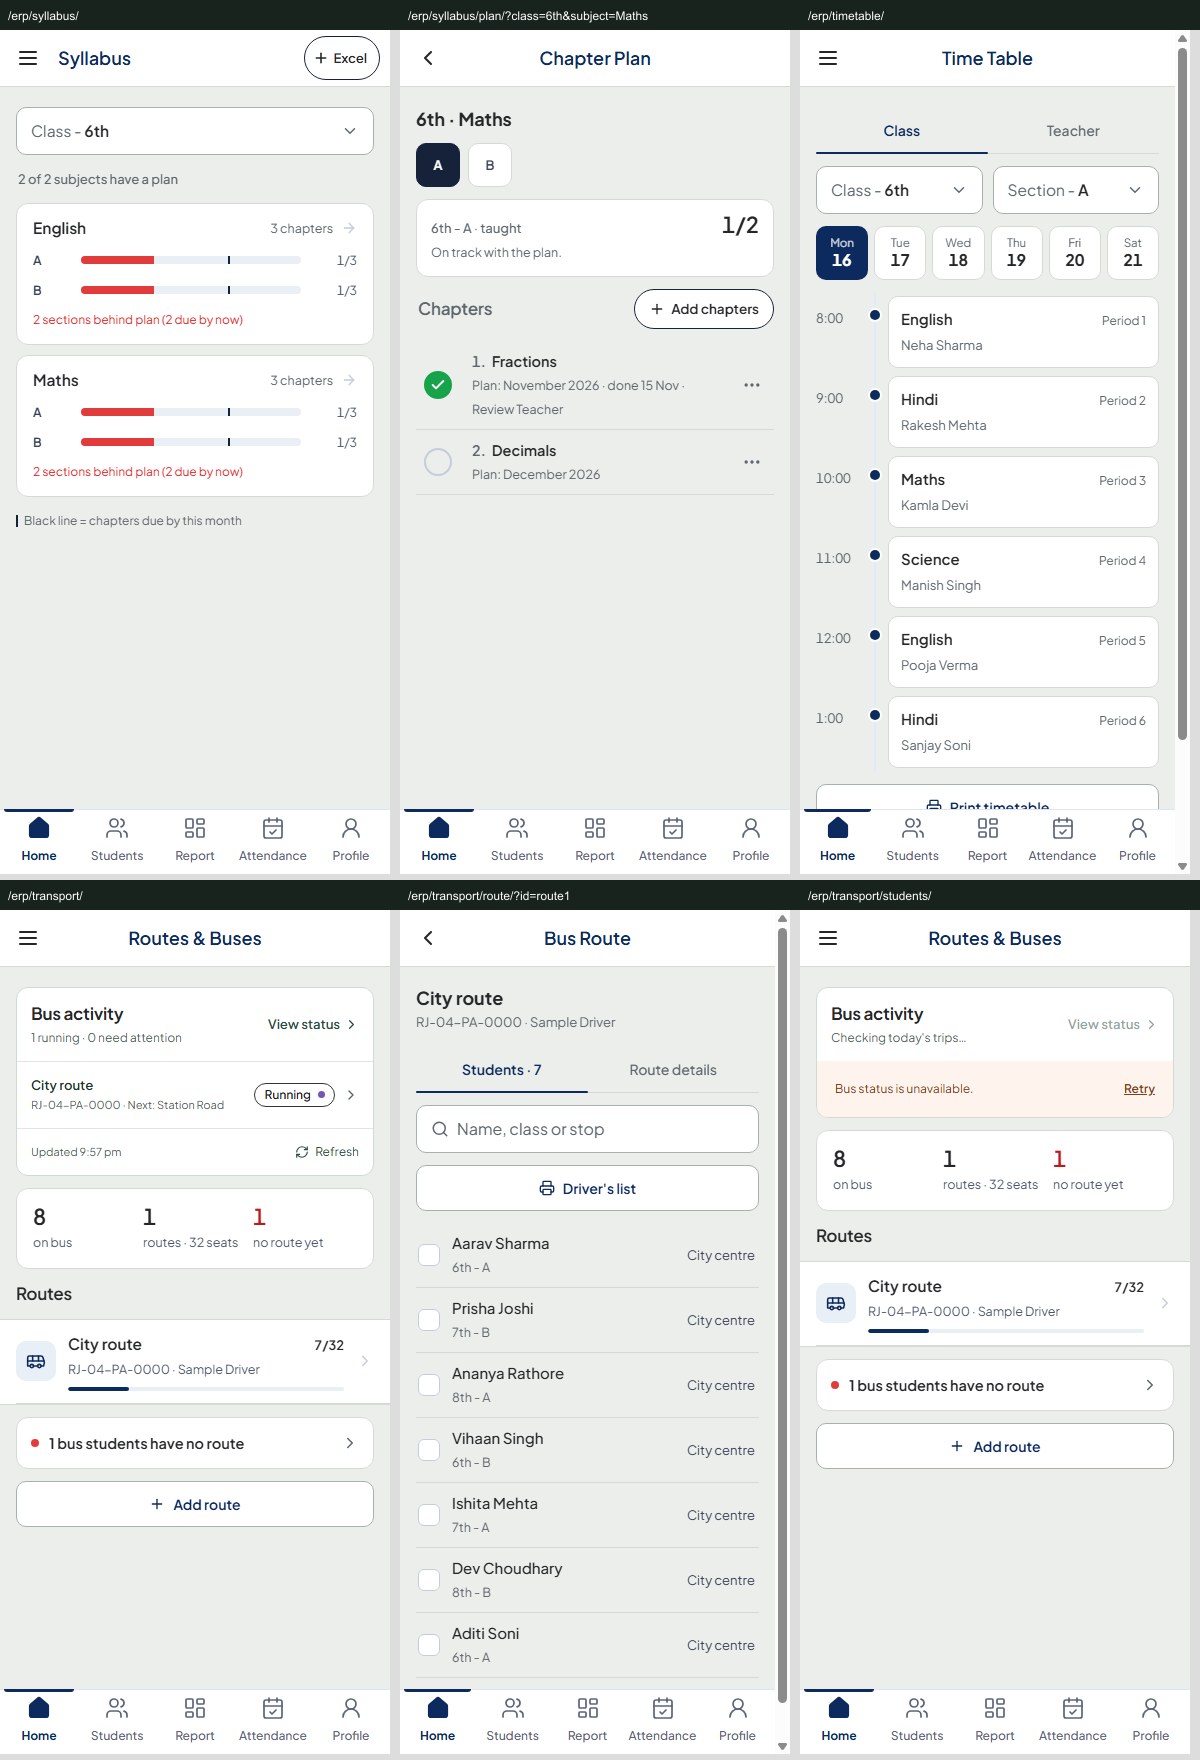 /erp/syllabus/
Syllabus
+ Excel
Class - 6th
2 of 2 subjects have a plan
English
3 chapters
A
1/3
B
1/3
2 sections behind plan (2 due by now)
Maths
3 chapters
A
1/3
B
1/3
2 sections behind plan (2 due by now)
Black line = chapters due by this month
Home
Students
Report
Attendance
Profile
/erp/syllabus/plan/?class=6th&subject=Maths
Chapter Plan
6th · Maths
A
B
6th - A · taught
1/2
On track with the plan.
Chapters
+ Add chapters
1. Fractions
Plan: November 2026 · done 15 Nov ·
Review Teacher
2. Decimals
Plan: December 2026
Home
Students
Report
Attendance
Profile
/erp/timetable/
Time Table
Class
Teacher
Class - 6th
Section - A
Mon
16
Tue
17
Wed
18
Thu
19
Fri
20
Sat
21
8:00
English
Period 1
Neha Sharma
9:00
Hindi
Period 2
Rakesh Mehta
10:00
Maths
Period 3
Kamla Devi
11:00
Science
Period 4
Manish Singh
12:00
English
Period 5
Pooja Verma
1:00
Hindi
Period 6
Sanjay Soni
Print timetable
Home
Students
Report
Attendance
Profile
/erp/transport/
Routes & Buses
Bus activity
1 running · 0 need attention
View status
City route
RJ-04-PA-0000 · Next: Station Road
Running
Updated 9:57 pm
Refresh
8
on bus
1
routes · 32 seats
1
no route yet
Routes
City route
7/32
RJ-04-PA-0000 · Sample Driver
1 bus students have no route
+ Add route
Home
Students
Report
Attendance
Profile
/erp/transport/route/?id=route1
Bus Route
City route
RJ-04-PA-0000 · Sample Driver
Students · 7
Route details
Name, class or stop
Driver's list
Aarav Sharma
6th - A
City centre
Prisha Joshi
7th - B
City centre
Ananya Rathore
8th - A
City centre
Vihaan Singh
6th - B
City centre
Ishita Mehta
7th - A
City centre
Dev Choudhary
8th - B
City centre
Aditi Soni
6th - A
City centre
Home
Students
Report
Attendance
Profile
/erp/transport/students/
Routes & Buses
Bus activity
Checking today's trips…
View status
Bus status is unavailable.
Retry
8
on bus
1
routes · 32 seats
1
no route yet
Routes
City route
7/32
RJ-04-PA-0000 · Sample Driver
1 bus students have no route
+ Add route
Home
Students
Report
Attendance
Profile